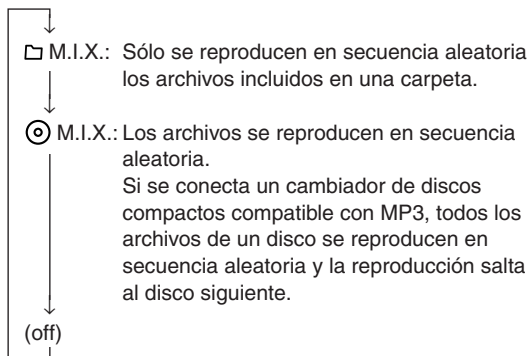 M.I.X.: Sólo se reproducen en secuencia aleatoria
los archivos incluidos en una carpeta.
M.I.X.: Los archivos se reproducen en secuencia
aleatoria.
Si se conecta un cambiador de discos
compactos compatible con MP3, todos los
archivos de un disco se reproducen en
secuencia aleatoria y la reproducción salta
al disco siguiente.
(off)